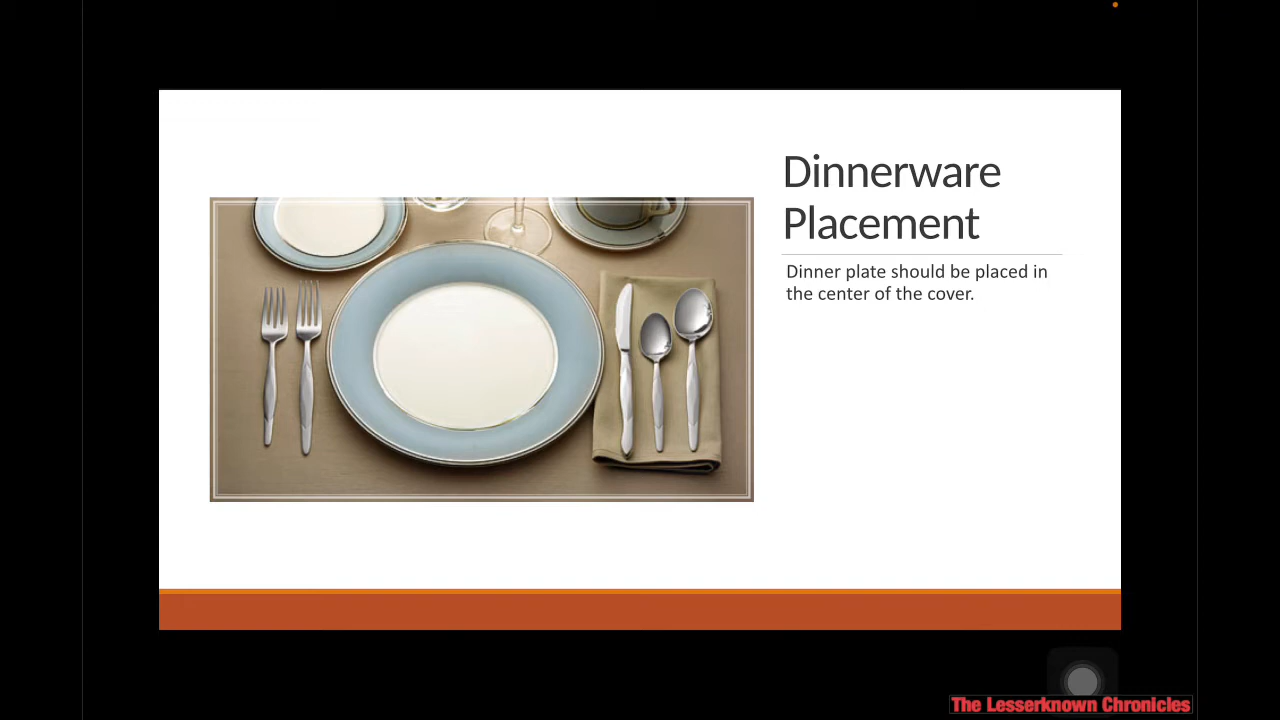 Dinnerware
Placement
Dinner plate should be placed in
the center of the cover.
The Lesserknown Chronicles